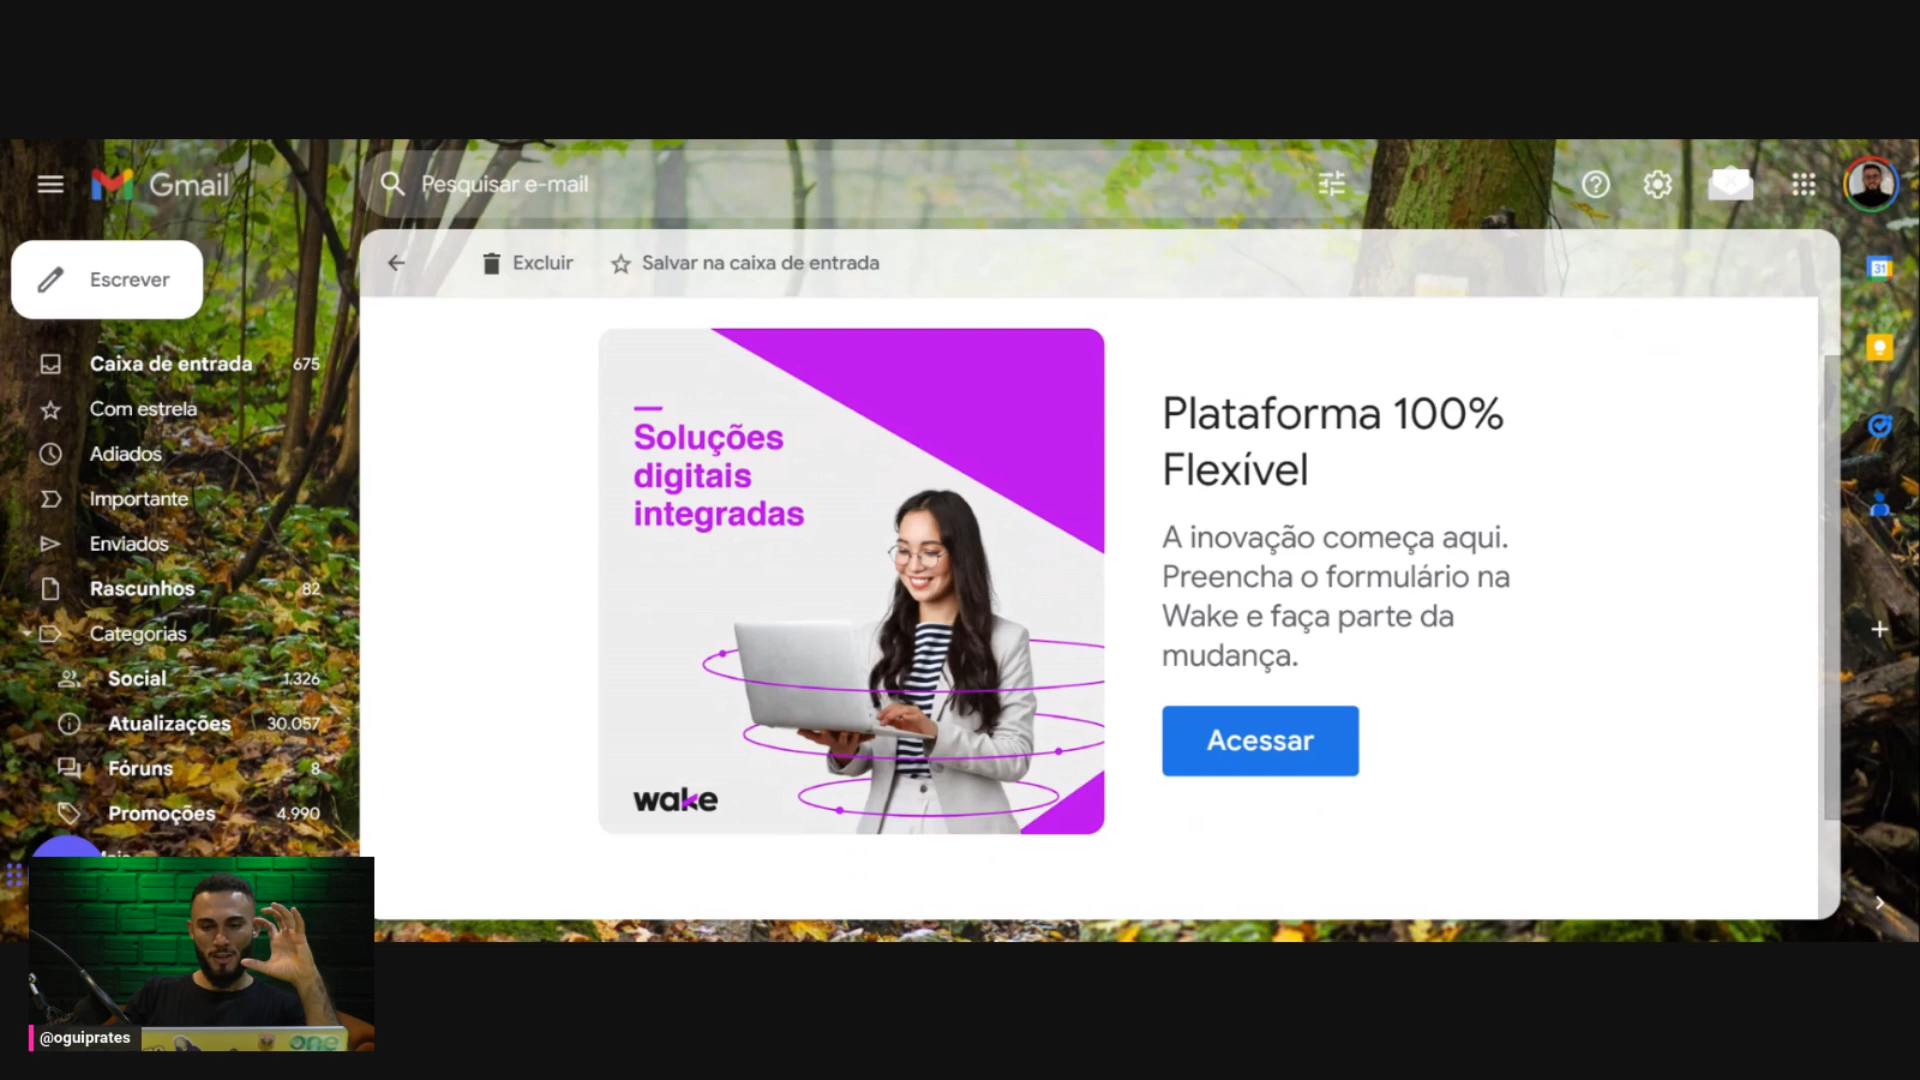 Gmail
Pesquisar e-mail
Escrever
Excluir
Salvar na caixa de entrada
31
Caixa de entrada 675
Com estrela
Adiados
Importante
Enviados
Rascunhos 82
Categorias
Social 1.326
Atualizações 30.057
Fóruns 8
Promoções 4.990
Soluções
digitais
integradas
wake
Plataforma 100%
Flexível
A inovação começa aqui.
Preencha o formulário na
Wake e faça parte da
mudança.
Acessar
@oguiprates
one